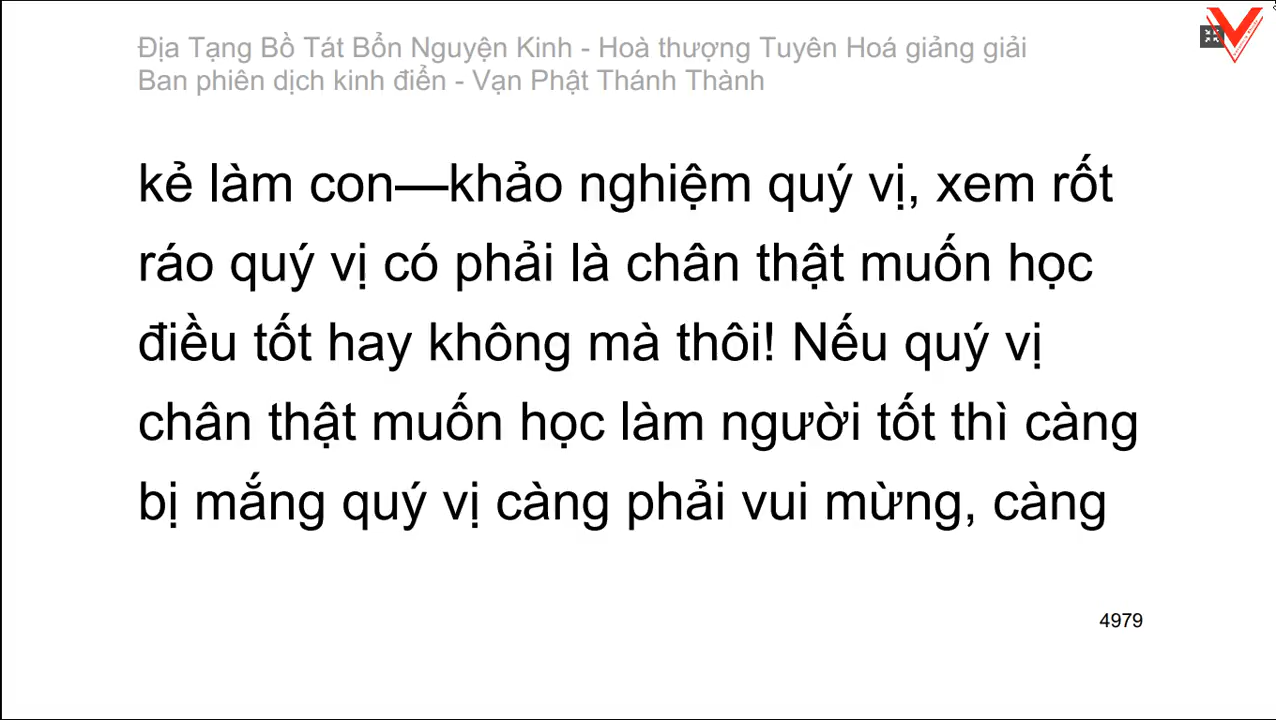 Địa Tạng Bồ Tát Bổn Nguyện Kinh - Hoà thượng Tuyên Hoá giảng giải
Ban phiên dịch kinh điển - Vạn Phật Thánh Thành
kẻ làm con—khảo nghiệm quý vị, xem rốt
ráo quý vị có phải là chân thật muốn học
điều tốt hay không mà thôi! Nếu quý vị
chân thật muốn học làm người tốt thì càng
bị mắng quý vị càng phải vui mừng, càng
4979